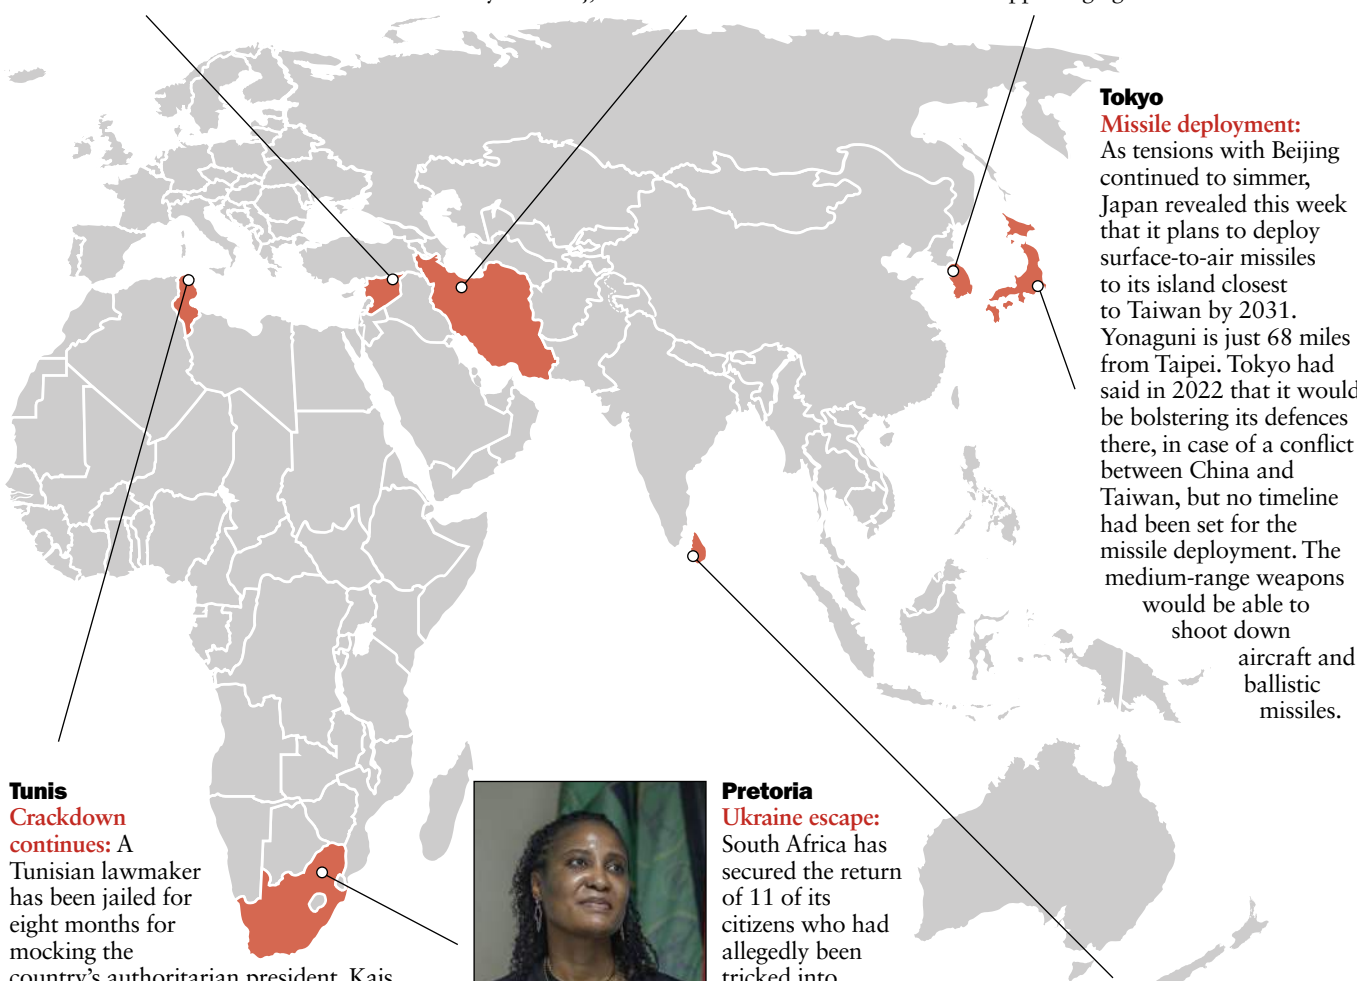 Tokyo
Missile deployment:
As tensions with Beijing
continued to simmer,
Japan revealed this week
that it plans to deploy
surface-to-air missiles
to its island closest
to Taiwan by 2031.
Yonaguni is just 68 miles
from Taipei. Tokyo had
said in 2022 that it would
be bolstering its defences
there, in case of a conflict
between China and
Taiwan, but no timeline
had been set for the
missile deployment. The
medium-range weapons
would be able to
shoot down
aircraft and
ballistic
missiles.
Tunis
Crackdown
continues: A
Tunisian lawmaker
has been jailed for
eight months for
mocking the
country's authoritarian president, Kais
Pretoria
Ukraine escape:
South Africa has
secured the return
of 11 of its
citizens who had
allegedly been
tricked into